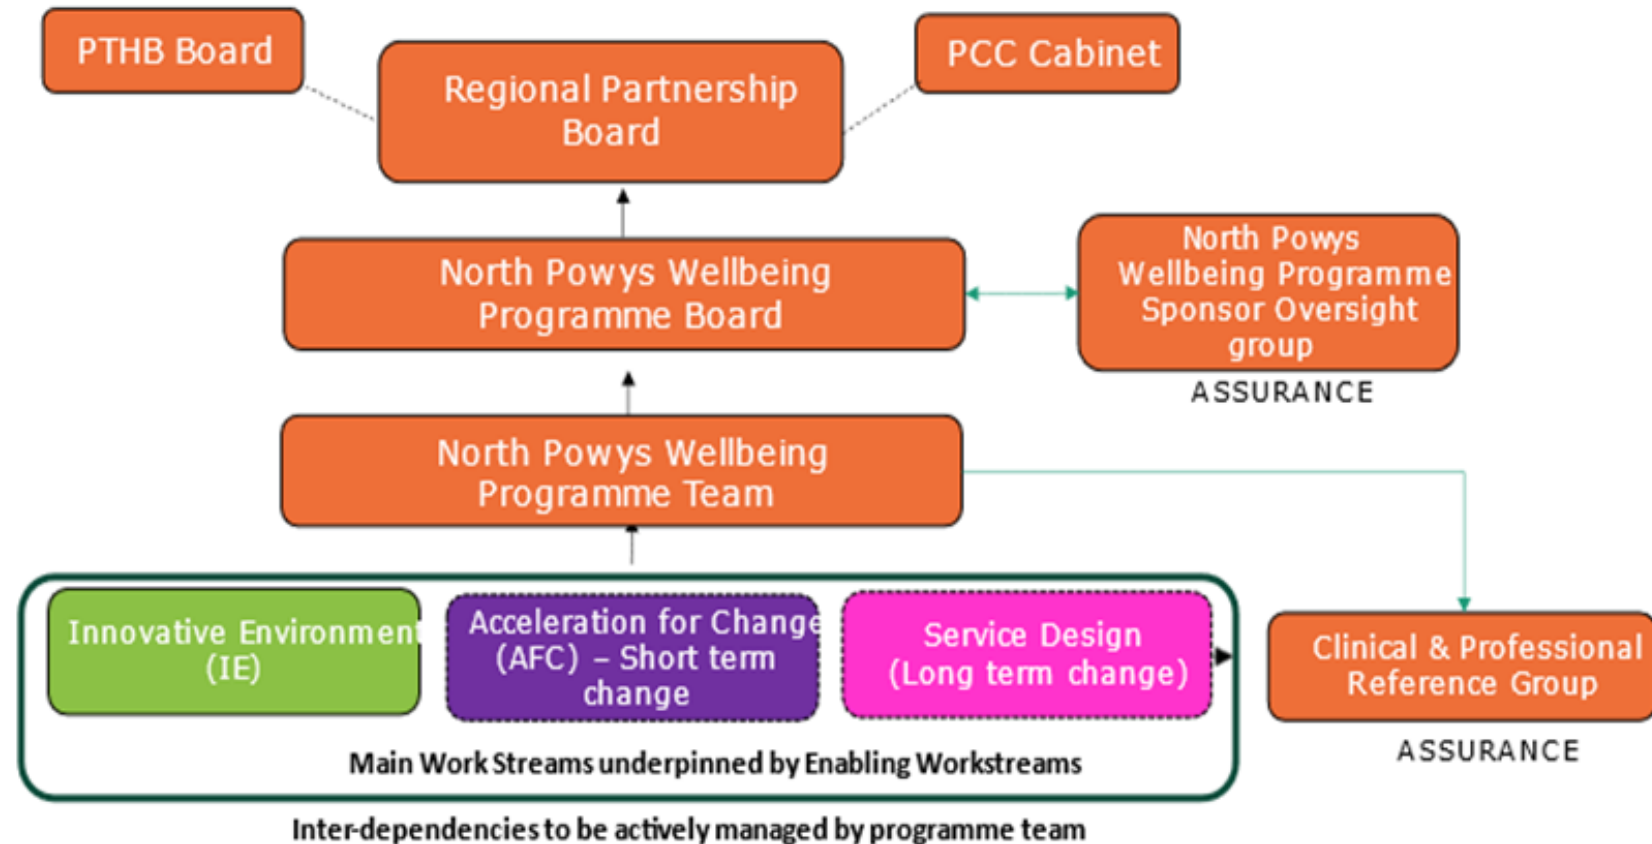 PTHB Board
PCC Cabinet
Regional Partnership
Board
North Powys Wellbeing
Programme Board
North Powys
Wellbeing Programme
Sponsor Oversight
group
ASSURANCE
North Powys Wellbeing
Programme Team
Innovative Environment
(IE)
Acceleration for Change
(AFC) – Short term
change
Service Design
(Long term change)
Clinical & Professional
Reference Group
ASSURANCE
Main Work Streams underpinned by Enabling Workstreams
Inter-dependencies to be actively managed by programme team